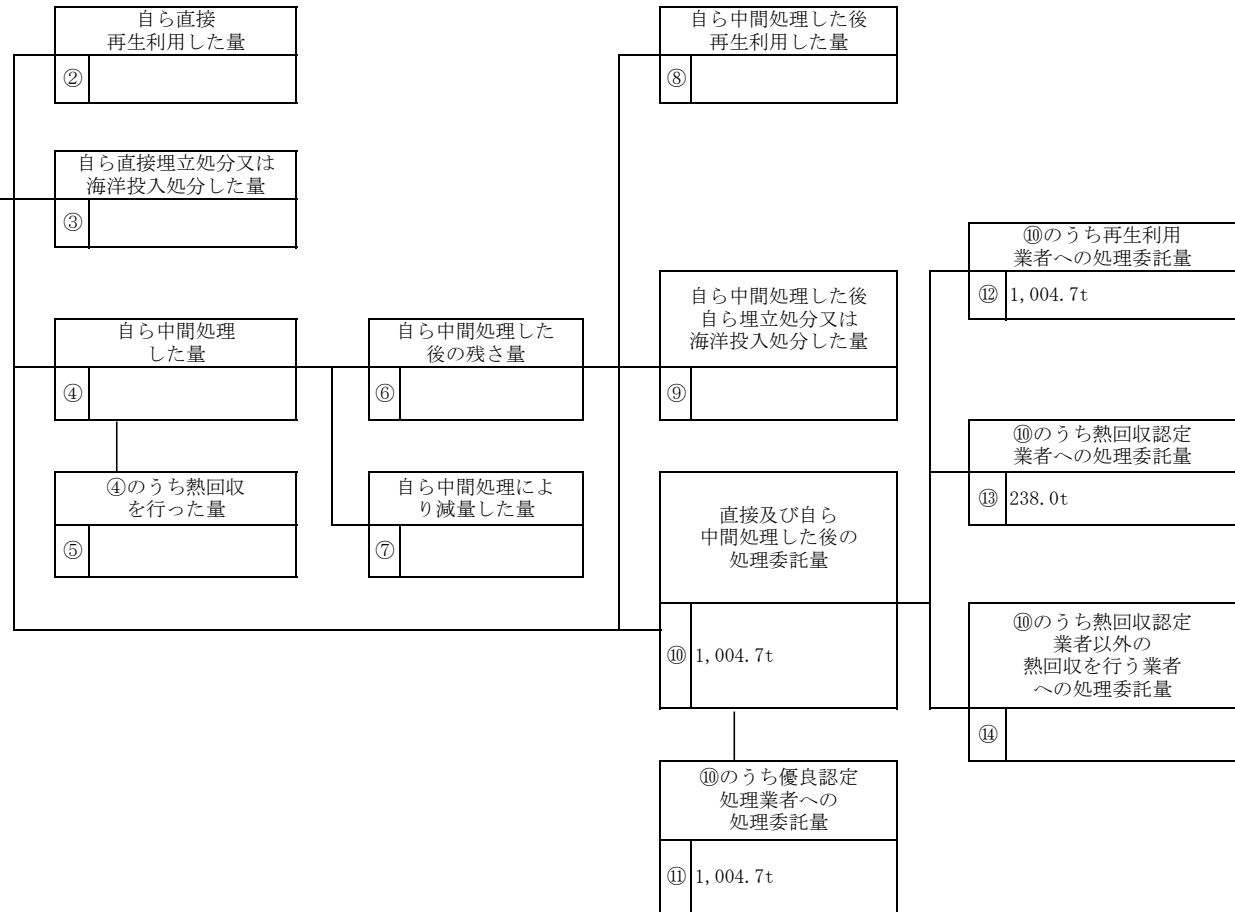 自ら直接
再生利用した量
②
自ら中間処理した後
再生利用した量
⑧
自ら直接埋立処分又は
海洋投入処分した量
③
⑩のうち再生利用
業者への処理委託量
⑫ 1,004.7t
自ら中間処理した後
自ら埋立処分又は
海洋投入処分した量
⑨
自ら中間処理
した量
④
自ら中間処理した
後の残さ量
⑥
⑩のうち熱回収認定
業者への処理委託量
⑬ 238.0t
④のうち熱回収
を行った量
⑤
自ら中間処理によ
り減量した量
⑦
直接及び自ら
中間処理した後の
処理委託量
⑩ 1,004.7t
⑩のうち熱回収認定
業者以外の
熱回収を行う業者
への処理委託量
⑭
⑩のうち優良認定
処理業者への
処理委託量
⑪ 1,004.7t